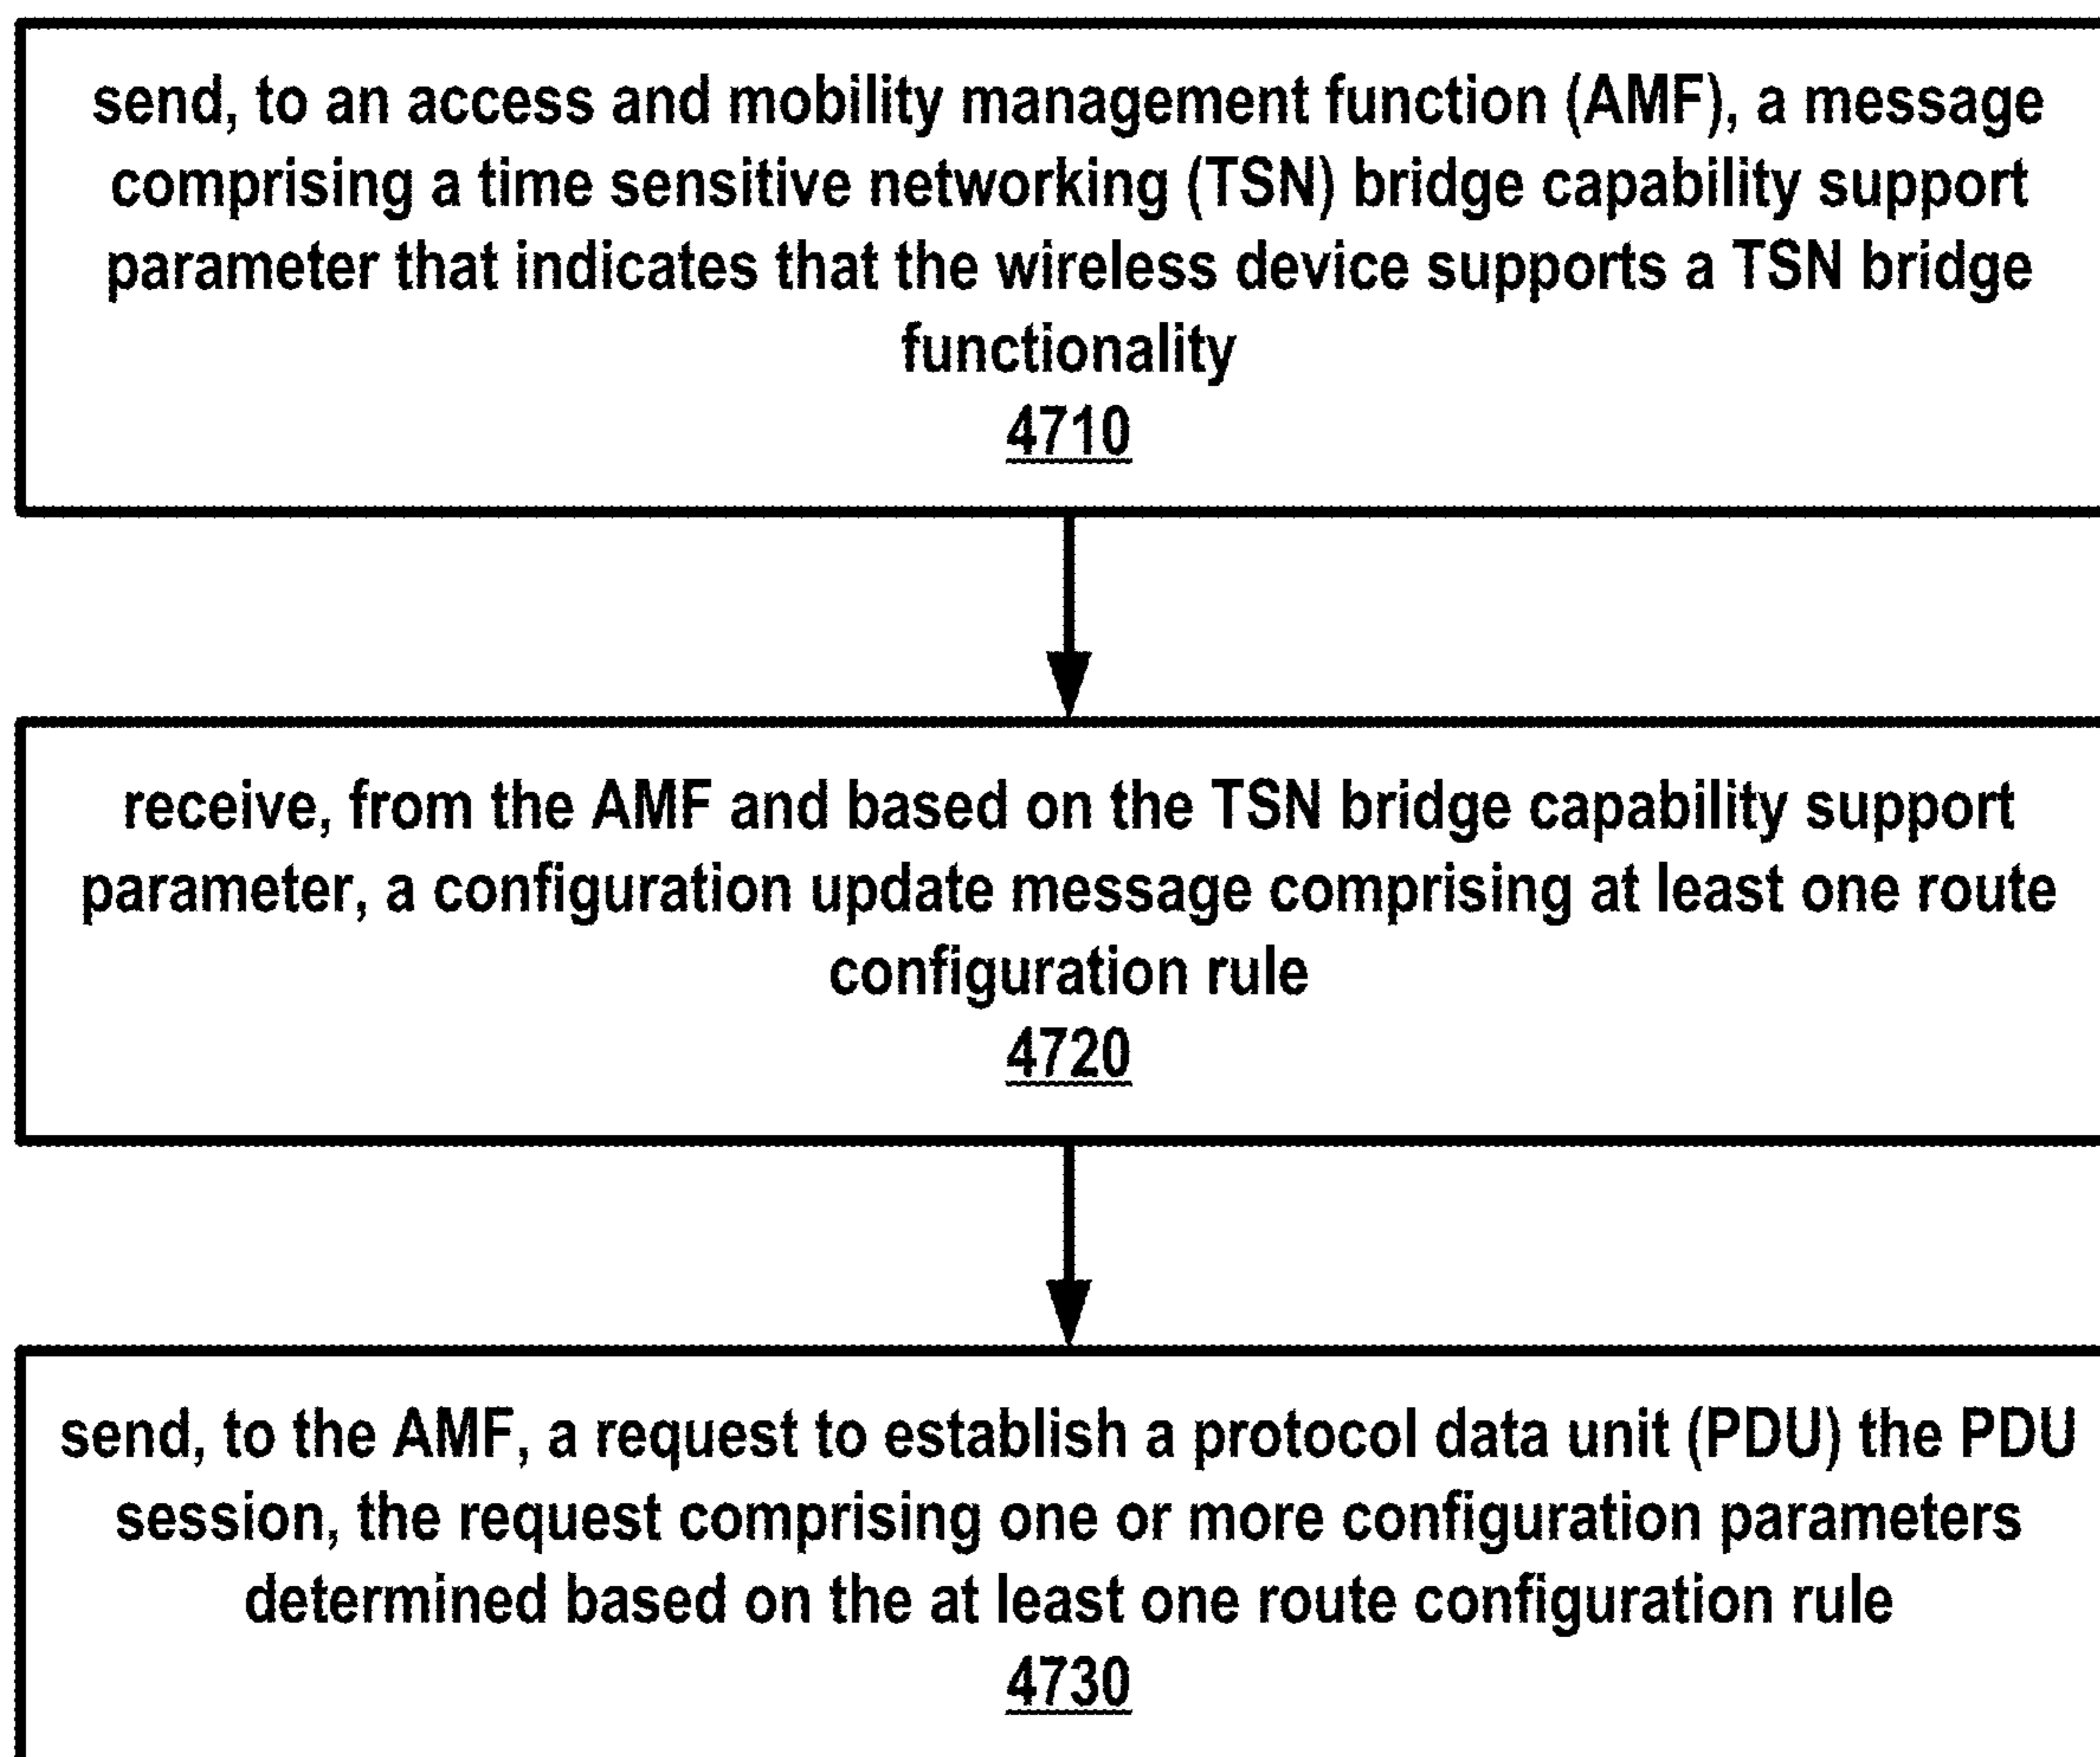 send, to an access and mobility management function (AMF), a message
comprising a time sensitive networking (TSN) bridge capability support
parameter that indicates that the wireless device supports a TSN bridge
functionality
4710
receive, from the AMF and based on the TSN bridge capability support
parameter, a configuration update message comprising at least one route
configuration rule
4720
send, to the AMF, a request to establish a protocol data unit (PDU) the PDU
session, the request comprising one or more configuration parameters
determined based on the at least one route configuration rule
4730